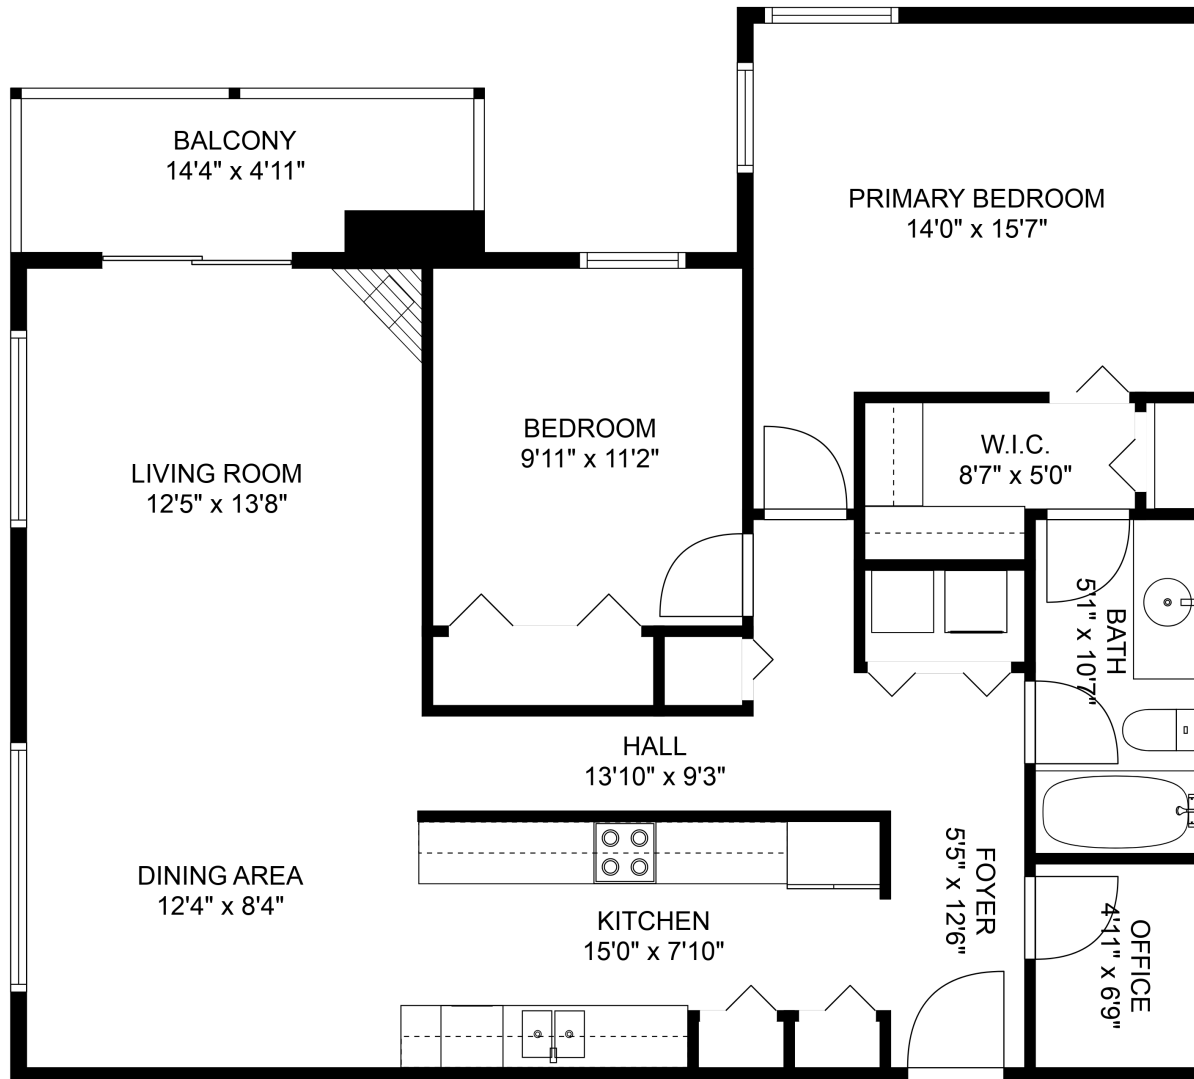 BALCONY
14'4" x 4'11"
PRIMARY BEDROOM
14'0" x 15'7"
BEDROOM
9'11" x 11'2"
LIVING ROOM
12'5" x 13'8"
W.I.C.
8'7" x 5'0"
BATH
5'1" x 10'7"
HALL
13'10" x 9'3"
DINING AREA
12'4" x 8'4"
KITCHEN
15'0" x 7'10"
FOYER
5'5" x 12'6"
OFFICE
4'11" x 6'9"